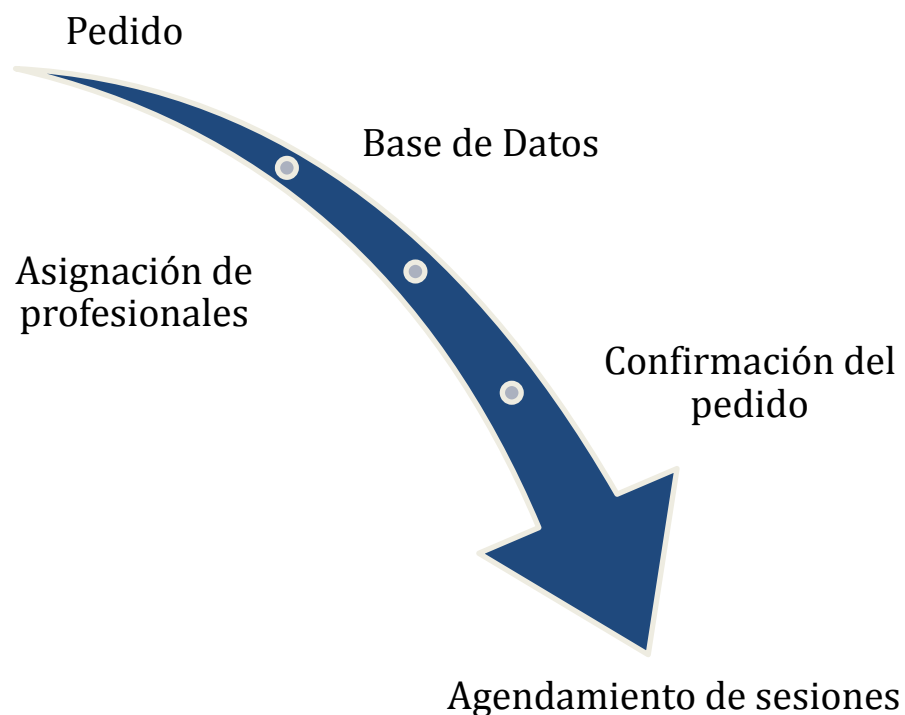 Pedido
Base de Datos
Asignación de
profesionales
Confirmación del
pedido
Agendamiento de sesiones